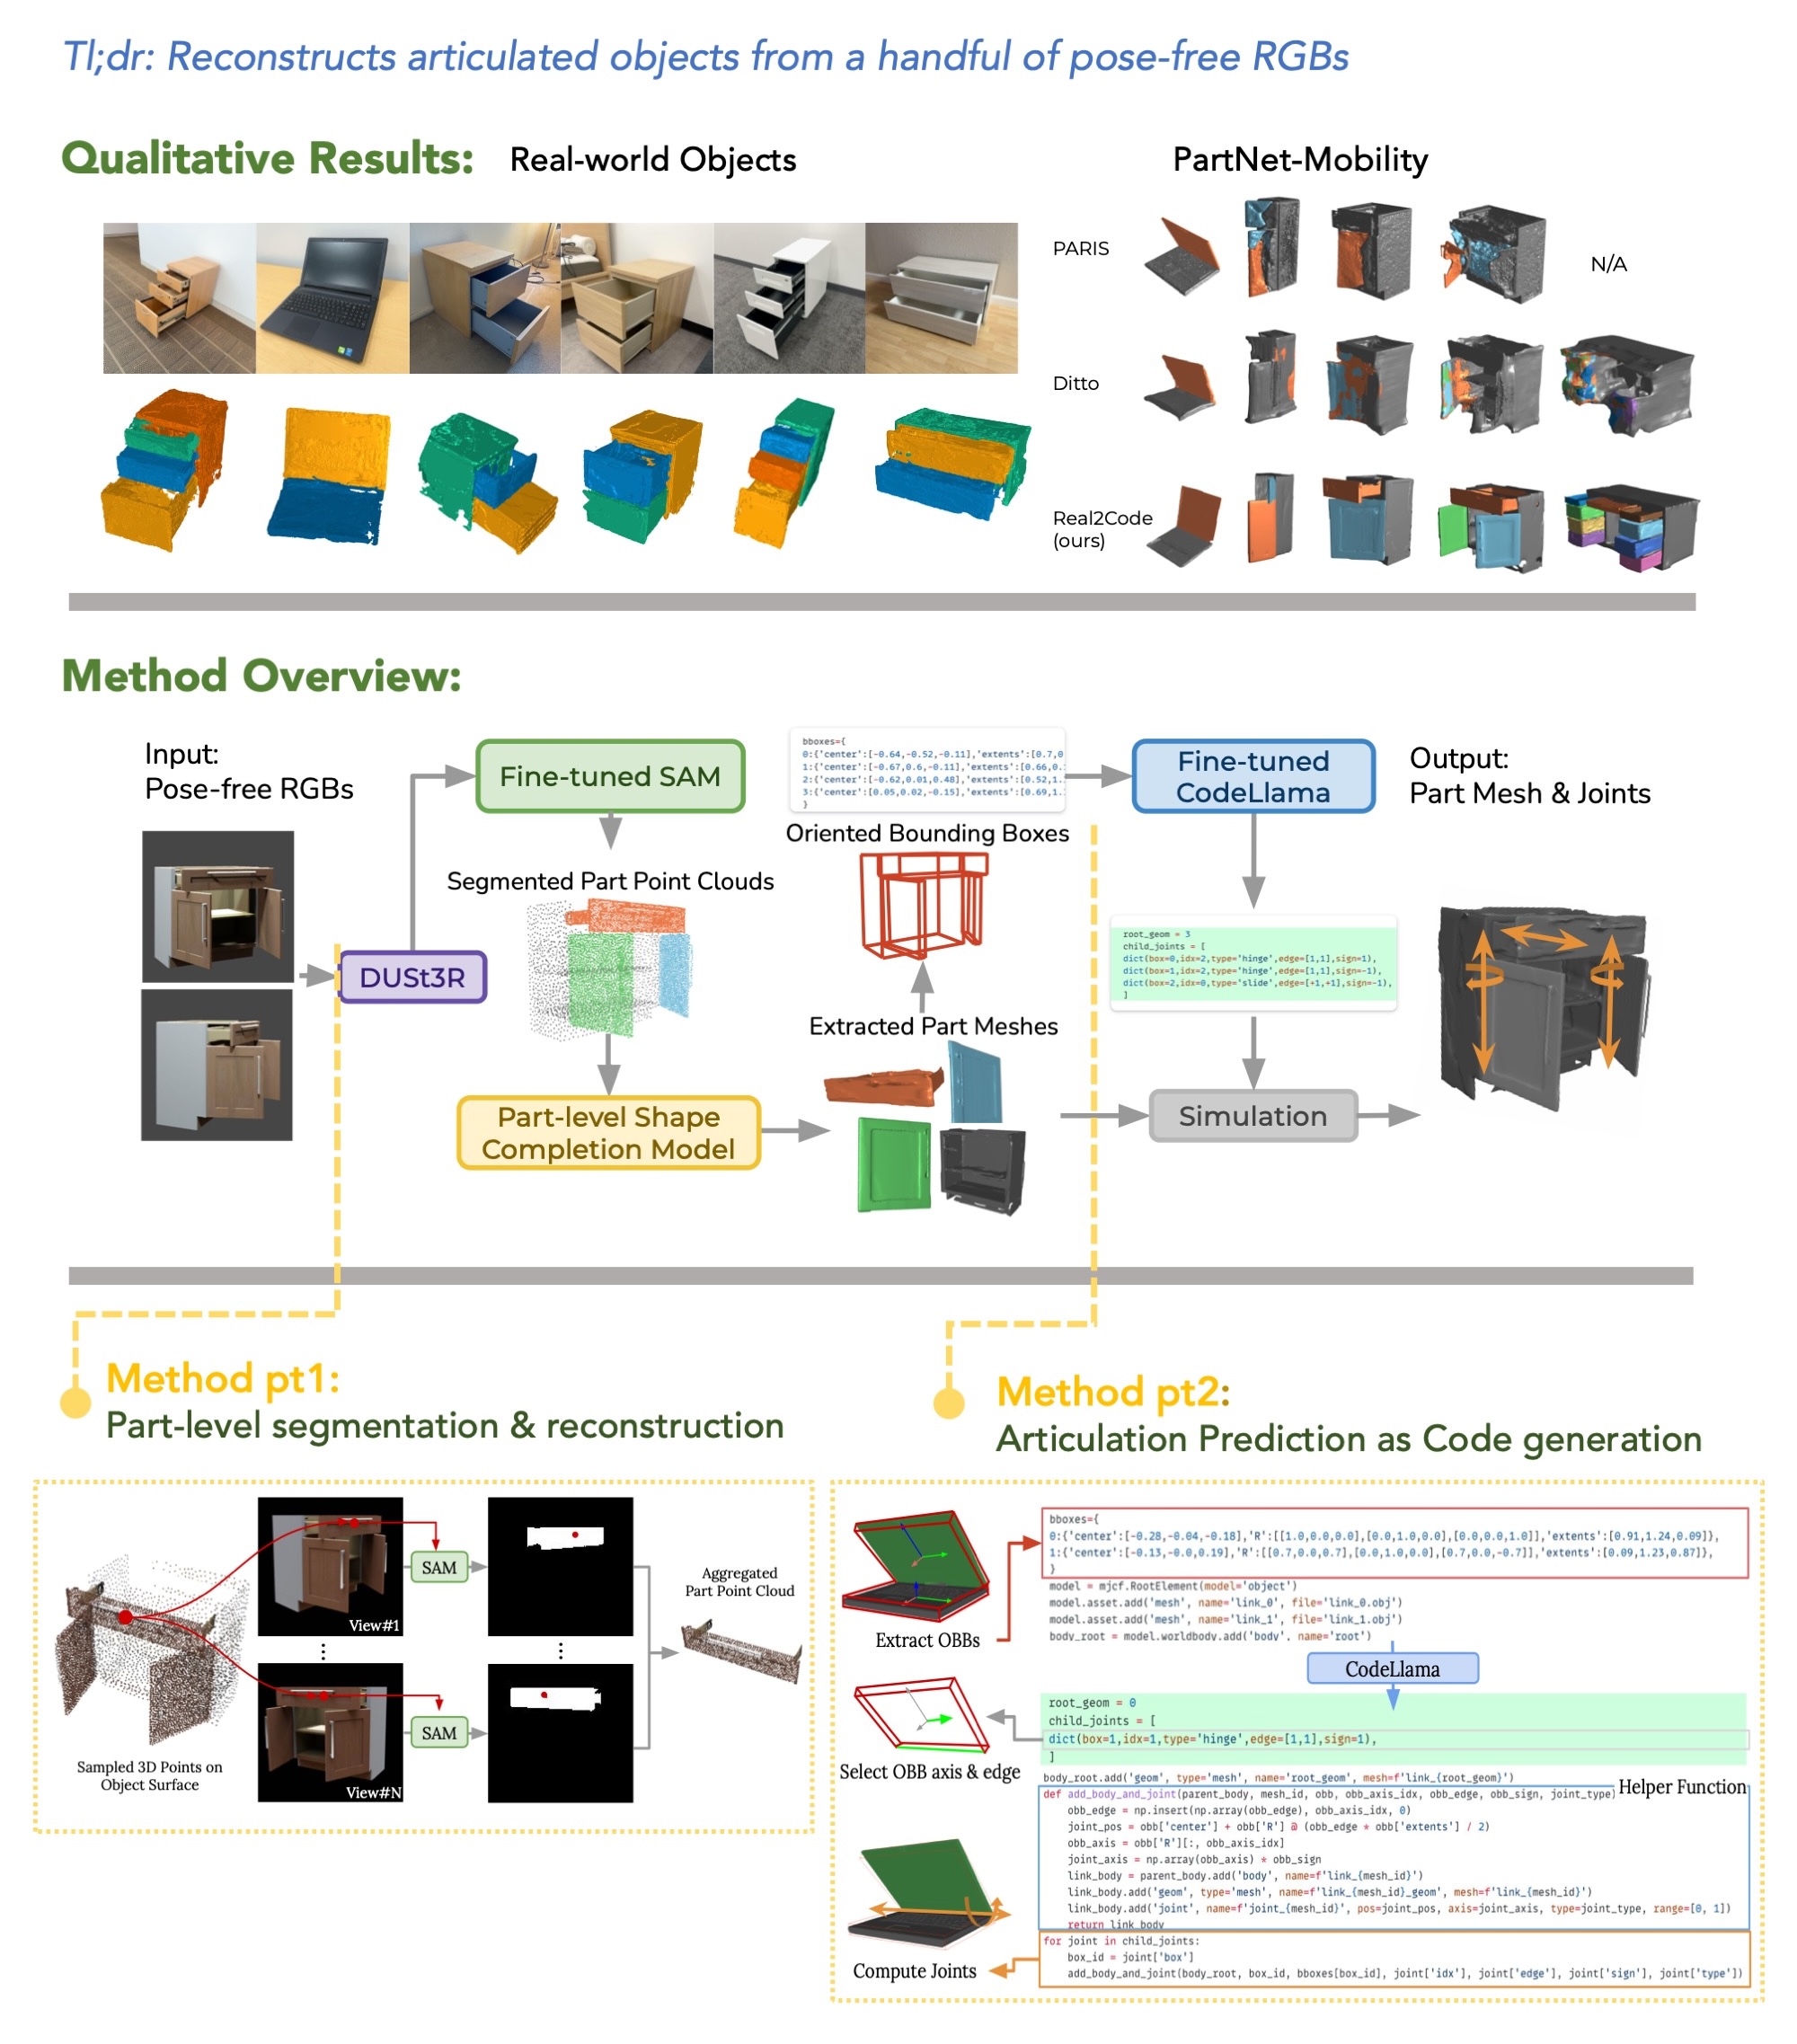 Tl;dr: Reconstructs articulated objects from a handful of pose-free RGBs
Qualitative Results:
Real-world Objects
PartNet-Mobility
PARIS
N/A
Ditto
Real2Code
(ours)
Method Overview:
Input:
Pose-free RGBs
DUSt3R
Fine-tuned SAM
Segmented Part Point Clouds
Part-level Shape
Completion Model
bboxes={
0:{'center':[-0.64,-0.52,-0.11],'extents':[0.7,0
1:{'center':[-0.67,0.6,-0.11],'extents':[0.66,0.
2:{'center':[-0.62,0.01,0.48],'extents':[0.52,1.
3:{'center':[0.05,0.02,-0.15],'extents':[0.69,1.
}
Oriented Bounding Boxes
Extracted Part Meshes
Fine-tuned
CodeLlama
root_geom = 3
child_joints = [
dict(box=0,idx=2,type='hinge',edge=[1,1],sign=1),
dict(box=1,idx=2,type='hinge',edge=[1,1],sign=-1),
dict(box=2,idx=0,type='slide',edge=[+1,+1],sign=-1),
]
Simulation
Output:
Part Mesh & Joints
Method pt1:
Part-level segmentation & reconstruction
Sampled 3D Points on
Object Surface
View#1
View#N
SAM
SAM
Aggregated
Part Point Cloud
Method pt2:
Articulation Prediction as Code generation
Extract OBBs
bboxes={
0:{'center':[-0.28,-0.04,-0.18],'R':[[1.0,0.0,0.0],[0.0,1.0,0.0],[0.0,0.0,1.0]],'extents':[0.91,1.24,0.09]},
1:{'center':[-0.13,-0.0,0.19],'R':[[0.7,0.0,0.7],[0.0,1.0,0.0],[0.7,0.0,-0.7]],'extents':[0.09,1.23,0.87]},
}
model = mjcf.RootElement(model='object')
model.asset.add('mesh', name='link_0', file='link_0.obj')
model.asset.add('mesh', name='link_1', file='link_1.obj')
body_root = model.worldbody.add('body', name='root')
CodeLlama
Select OBB axis & edge
root_geom = 0
child_joints = [
dict(box=1,idx=1,type='hinge',edge=[1,1],sign=1),
]
body_root.add('geom', type='mesh', name='root_geom', mesh=f'link_{root_geom}')
Helper Function
def add_body_and_joint(parent_body, mesh_id, obb, obb_axis_idx, obb_edge, obb_sign, joint_type)
obb_edge = np.insert(np.array(obb_edge), obb_axis_idx, 0)
joint_pos = obb['center'] + obb['R'] @ (obb_edge * obb['extents'] / 2)
obb_axis = obb['R'][:, obb_axis_idx]
joint_axis = np.array(obb_axis) * obb_sign
link_body = parent_body.add('body', name=f'link_{mesh_id}')
link_body.add('geom', type='mesh', name=f'link_{mesh_id}_geom', mesh=f'link_{mesh_id}')
link_body.add('joint', name=f'joint_{mesh_id}', pos=joint_pos, axis=joint_axis, type=joint_type, range=[0, 1])
return link_body
Compute Joints
for joint in child_joints:
box_id = joint['box']
add_body_and_joint(body_root, box_id, bboxes[box_id], joint['idx'], joint['edge'], joint['sign'], joint['type'])